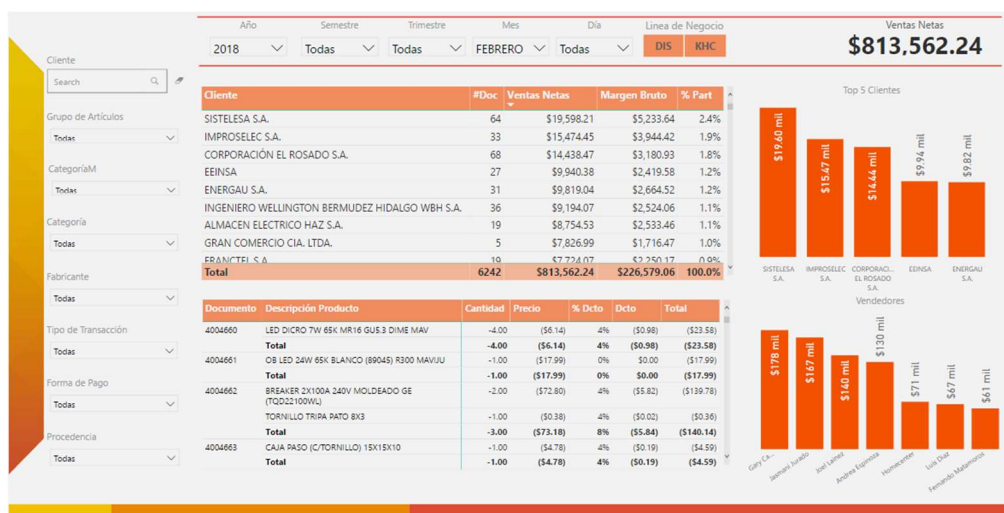 Año Semestre Trimestre Mes Día Linea de Negocio
2018 Todas Todas FEBRERO Todas DIS KHC
Ventas Netas
$813,562.24
Cliente
Search
Grupo de Artículos
Todas
CategoríaM
Todas
Categoría
Todas
Fabricante
Todas
Tipo de Transacción
Todas
Forma de Pago
Todas
Procedencia
Todas
Cliente #Doc Ventas Netas Margen Bruto % Part
SISTELESA S.A. 64 $19,598.21 $5,233.64 2.4%
IMPROSELEC S.A. 33 $15,474.45 $3,944.42 1.9%
CORPORACIÓN EL ROSADO S.A. 68 $14,438.47 $3,180.93 1.8%
EEINSA 27 $9,940.38 $2,419.58 1.2%
ENERGAU S.A. 31 $9,819.04 $2,664.52 1.2%
INGENIERO WELLINGTON BERMUDEZ HIDALGO WBH S.A. 36 $9,194.07 $2,524.06 1.1%
ALMACEN ELECTRICO HAZ S.A. 19 $8,754.53 $2,533.46 1.1%
GRAN COMERCIO CIA. LTDA. 5 $7,826.99 $1,716.47 1.0%
FRANCTEL S.A. 19 $7,724.07 $2,250.17 0.9%
Total 6242 $813,562.24 $226,579.06 100.0%
Documento Descripción Producto Cantidad Precio % Dcto Dcto Total
4004660 LED DICRO 7W 65K MR16 GU5.3 DIME MAV -4.00 ($6.14) 4% ($0.98) ($23.58)
Total -4.00 ($6.14) 4% ($0.98) ($23.58)
4004661 OB LED 24W 65K BLANCO (89045) R300 MAVIJU -1.00 ($17.99) 0% $0.00 ($17.99)
Total -1.00 ($17.99) 0% $0.00 ($17.99)
4004662 BREAKER 2X100A 240V MOLDEADO GE -2.00 ($72.80) 4% ($5.82) ($139.78)
(TQD22100WL)
TORNILLO TRIPA PATO 8X3 -1.00 ($0.38) 4% ($0.02) ($0.36)
Total -3.00 ($73.18) 8% ($5.84) ($140.14)
4004663 CAJA PASO (C/TORNILLO) 15X15X10 -1.00 ($4.78) 4% ($0.19) ($4.59)
Total -1.00 ($4.78) 4% ($0.19) ($4.59)
Top 5 Clientes
$19.60 mil $15.47 mil $14.44 mil $9.94 mil $9.82 mil
SISTELESA IMPROSELEC CORPORACI... EEINSA ENERGAU
S.A. S.A. EL ROSADO S.A.
S.A.
Vendedores
$178 mil $167 mil $140 mil $130 mil $71 mil $67 mil $61 mil
Gary Ca... Jasmani Jurado Joel Lainez Andrea Espinoza Homecenter Luis Diaz Fernando Matamoros